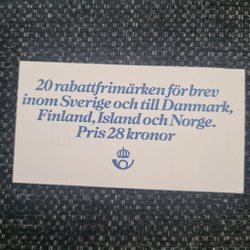 20 rabattfrimärken för brev
inom Sverige och till Danmark,
Finland, Island och Norge.
Pris 28 kronor